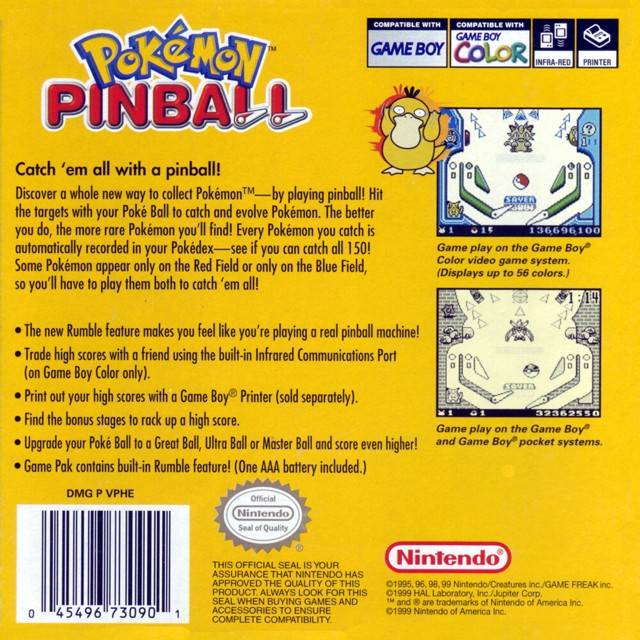 POKéMON™
PINBALL
COMPATIBLE WITH
GAME BOY
COMPATIBLE WITH
GAME BOY
COLOR
INFRA-RED
PRINTER
Catch 'em all with a pinball!
Discover a whole new way to collect Pokémon™—by playing pinball! Hit
the targets with your Poké Ball to catch and evolve Pokémon. The better
you do, the more rare Pokémon you'll find! Every Pokémon you catch is
automatically recorded in your Pokédex—see if you can catch all 150!
Some Pokémon appear only on the Red Field or only on the Blue Field,
so you'll have to play them both to catch 'em all!
• The new Rumble feature makes you feel like you're playing a real pinball machine!
• Trade high scores with a friend using the built-in Infrared Communications Port
(on Game Boy Color only).
• Print out your high scores with a Game Boy® Printer (sold separately).
• Find the bonus stages to rack up a high score.
• Upgrade your Poké Ball to a Great Ball, Ultra Ball or Master Ball and score even higher!
• Game Pak contains built-in Rumble feature! (One AAA battery included.)
SAVER
1 15 136696100
Game play on the Game Boy®
Color video game system.
(Displays up to 56 colors.)
1:14
SAVER
1 1 32362550
Game play on the Game Boy®
and Game Boy® pocket systems.
DMG P VPHE
0 45496 73090 1
Official
Nintendo
Seal of Quality
®
THIS OFFICIAL SEAL IS YOUR
ASSURANCE THAT NINTENDO HAS
APPROVED THE QUALITY OF THIS
PRODUCT. ALWAYS LOOK FOR THIS
SEAL WHEN BUYING GAMES AND
ACCESSORIES TO ENSURE
COMPLETE COMPATIBILITY.
Nintendo®
©1995, 96, 98, 99 Nintendo/Creatures inc./GAME FREAK inc.
©1999 HAL Laboratory, Inc./Jupiter Corp.
™ and ® are trademarks of Nintendo of America Inc.
©1999 Nintendo of America Inc.